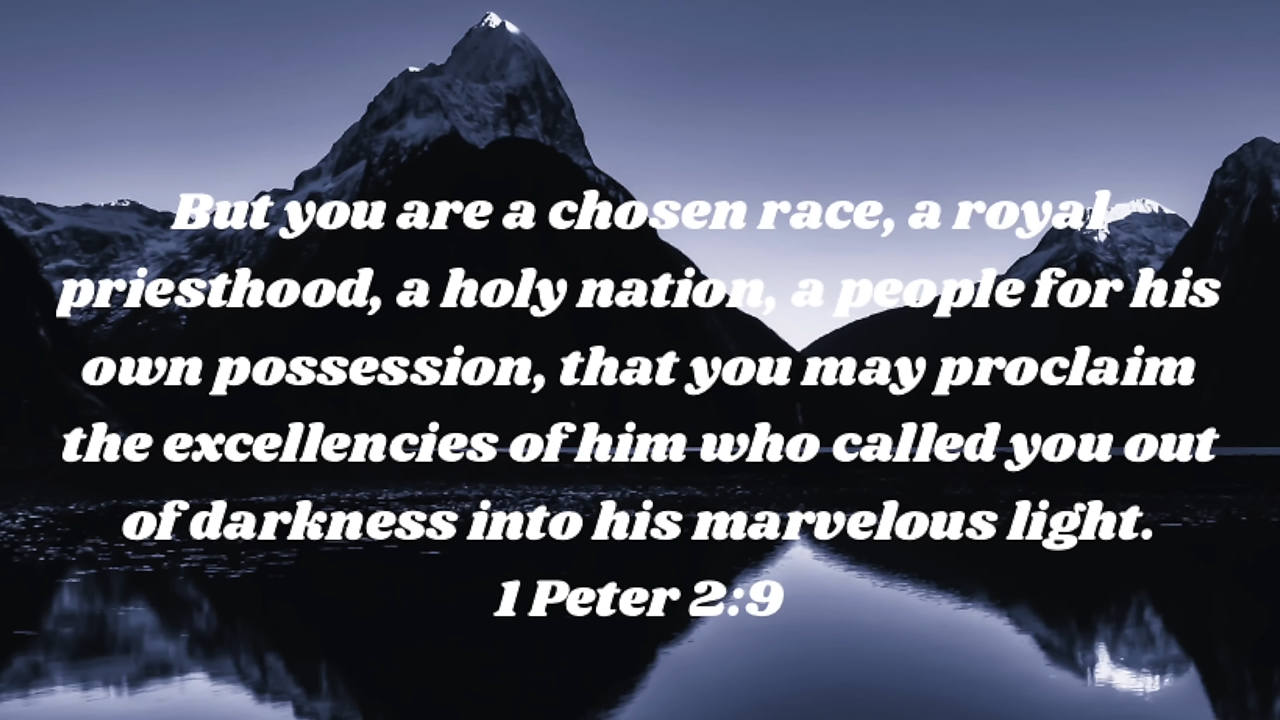 But you are a chosen race, a royal
priesthood, a holy nation, a people for his
own possession, that you may proclaim
the excellencies of him who called you out
of darkness into his marvelous light.
1 Peter 2:9